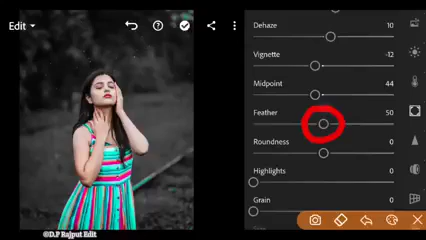 Edit
Dehaze 10
Vignette -12
Midpoint 44
Feather 50
Roundness 0
Highlights 0
Grain 0
©D.P Rajput Edit